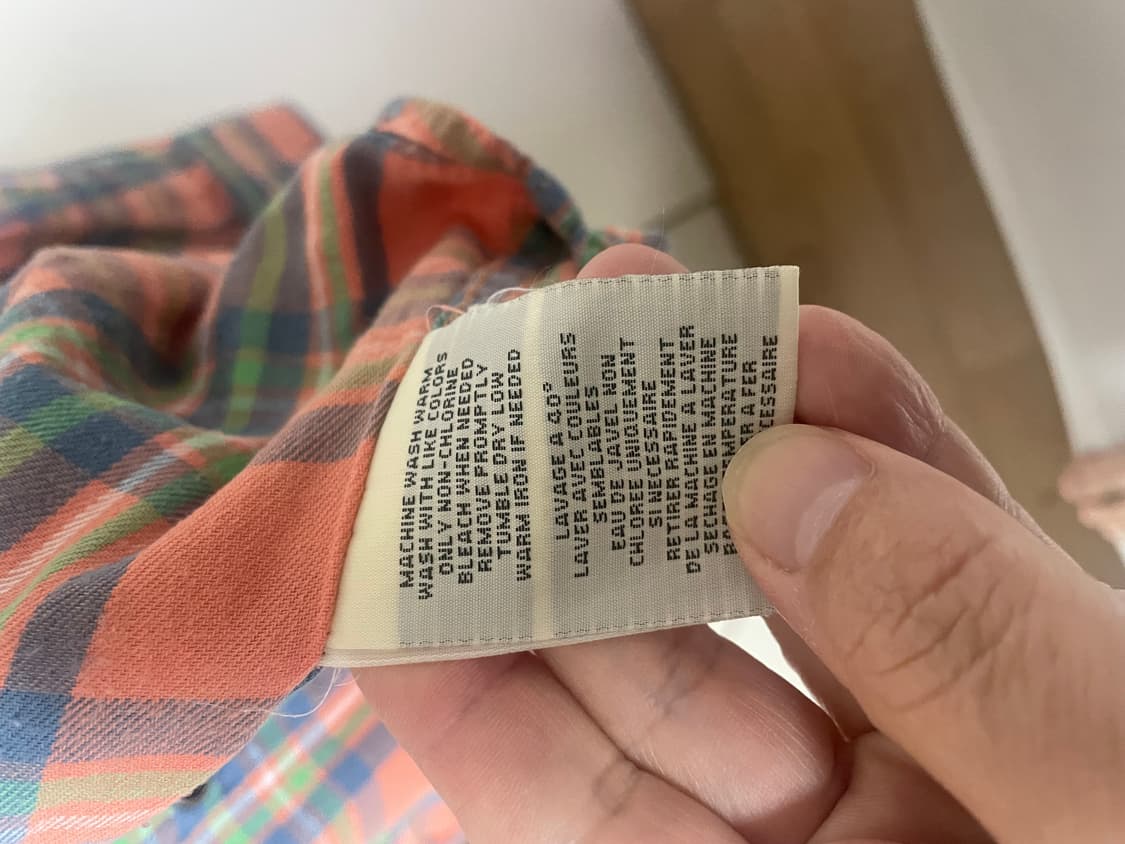 MACHINE WASH WARM
WASH WITH LIKE COLORS
ONLY NON-CHLORINE
BLEACH WHEN NEEDED
REMOVE PROMPTLY
TUMBLE DRY LOW
WARM IRON IF NEEDED
LAVAGE A 40°
LAVER AVEC COULEURS
SEMBLABLES
EAU DE JAVEL NON
CHLOREE UNIQUEMENT
SI NECESSAIRE
RETIRER RAPIDEMENT
DE LA MACHINE A LAVER
SECHAGE EN MACHINE
TEMPERATURE
A FER